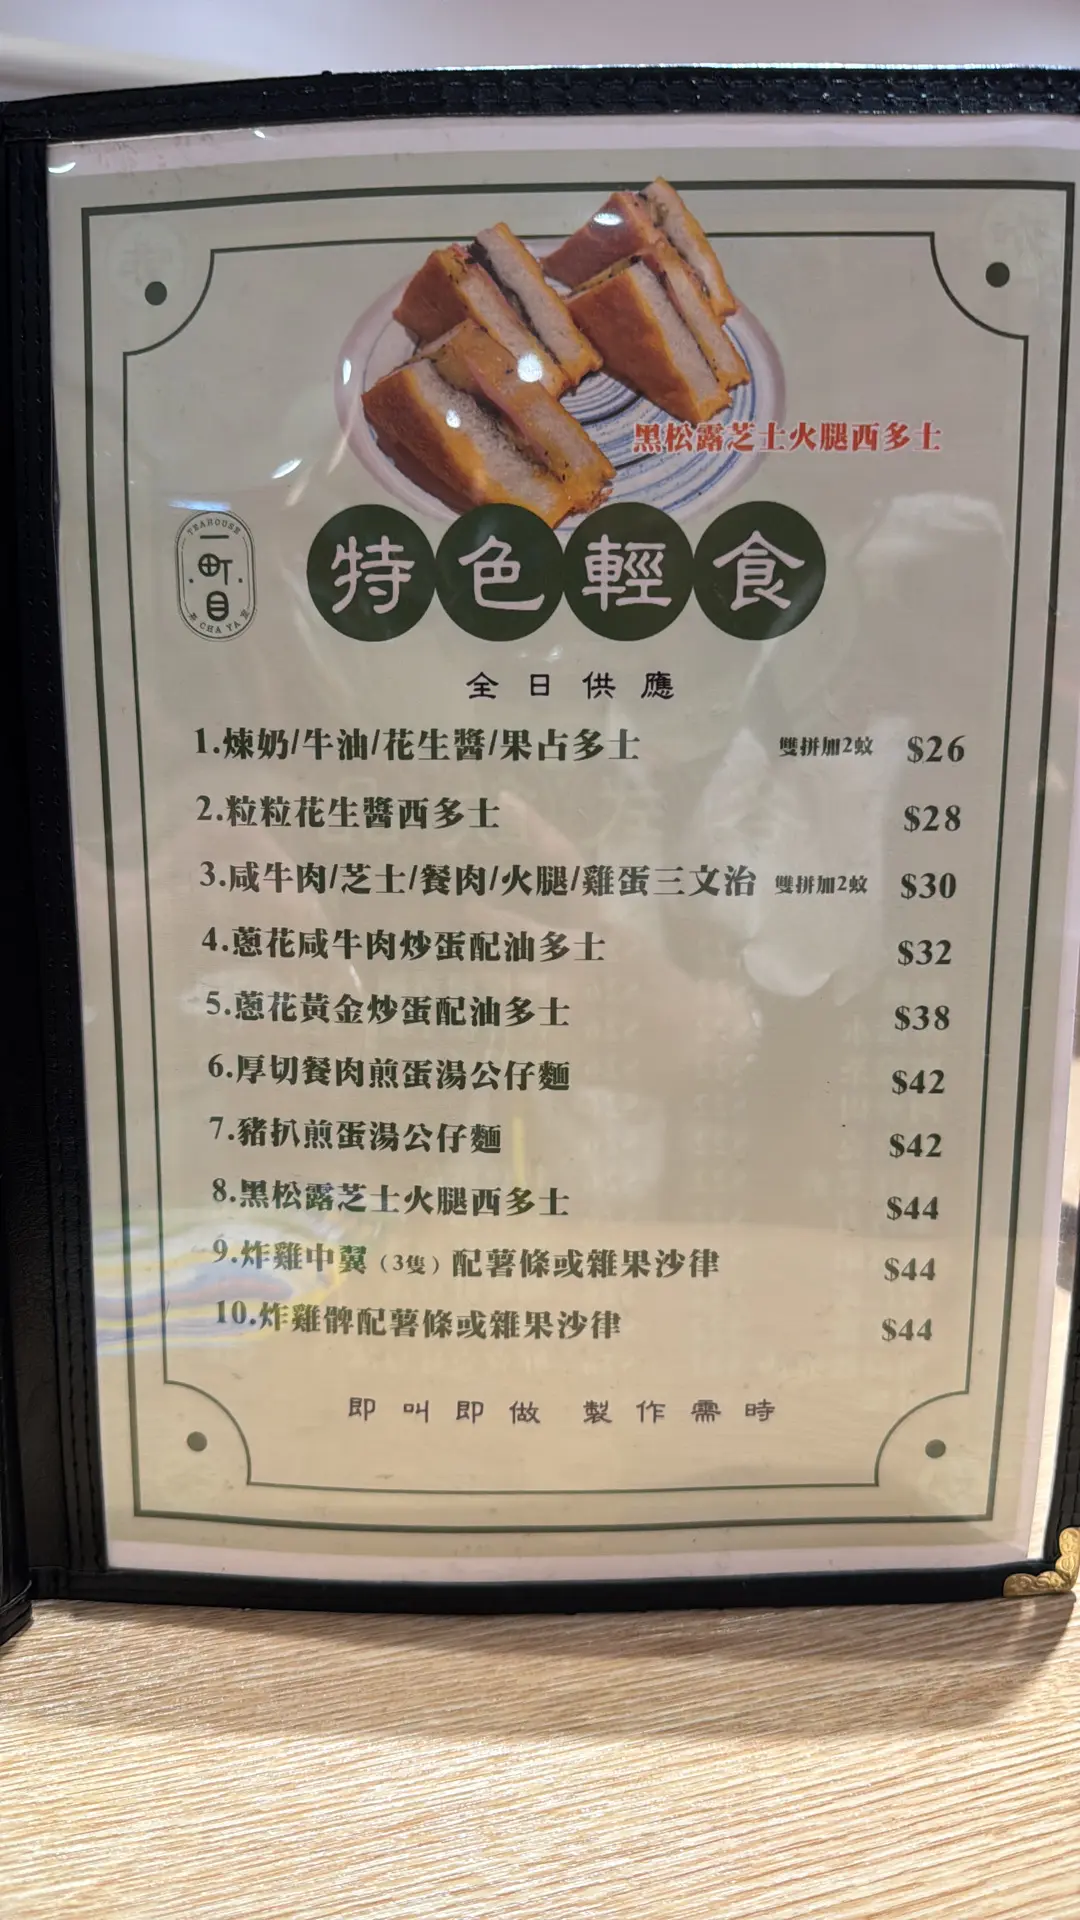 黑松露芝士火腿西多士
TEAHOUSE
一
町
目
CHA YA
特色輕食
全日供應
1.煉奶/牛油/花生醬/果占多士 雙拼加2蚊 $26
2.粒粒花生醬西多士 $28
3.咸牛肉/芝士/餐肉/火腿/雞蛋三文治 雙拼加2蚊 $30
4.蔥花咸牛肉炒蛋配油多士 $32
5.蔥花黃金炒蛋配油多士 $38
6.厚切餐肉煎蛋湯公仔麵 $42
7.豬扒煎蛋湯公仔麵 $42
8.黑松露芝士火腿西多士 $44
9.炸雞中翼（3隻）配薯條或雜果沙律 $44
10.炸雞髀配薯條或雜果沙律 $44
即叫即做 製作需時